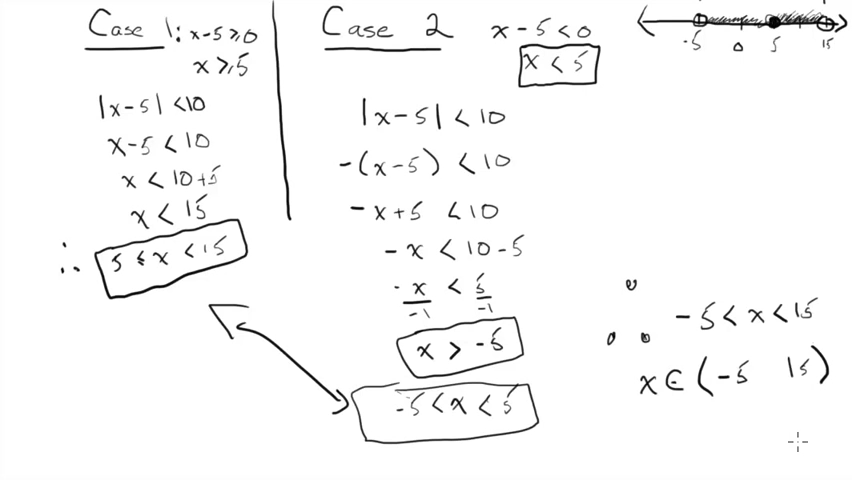 Case 1: x-5≥0
x≥5
|x-5| <10
x-5 < 10
x < 10+5
x < 15
∴ 5 ≤ x < 15
Case 2 x-5<0
x < 5
|x-5| < 10
-(x-5) < 10
-x+5 < 10
-x < 10-5
-x/-1 < 5/-1
x > -5
-5 < x < 5
-5 0 5 15
∴ -5 < x < 15
x ∈ (-5 15)